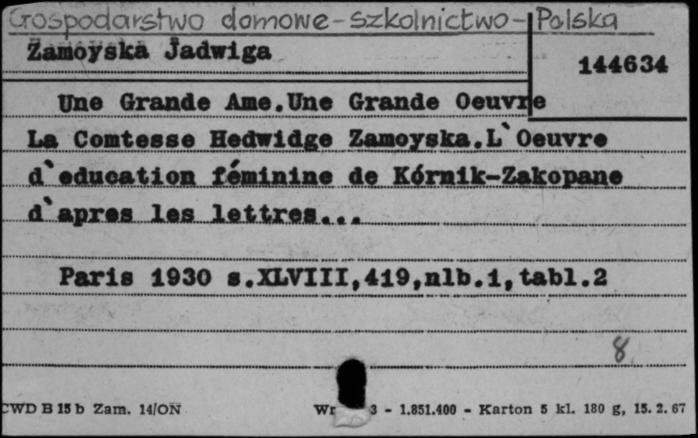 Gospodarstwo domowe-szkolnictwo-Polska
Zamoyska Jadwiga
144634
Une Grande Ame.Une Grande Oeuvre
La Comtesse Hedwidge Zamoyska.L`Oeuvre
d`education féminine de Kórnik-Zakopane
d`apres les lettres...
Paris 1930 s.XLVIII,419,nlb.1,tabl.2
8
CWD B 15 b Zam. 14/ON 3 - 1.851.400 - Karton 5 kl. 180 g, 15. 2. 67